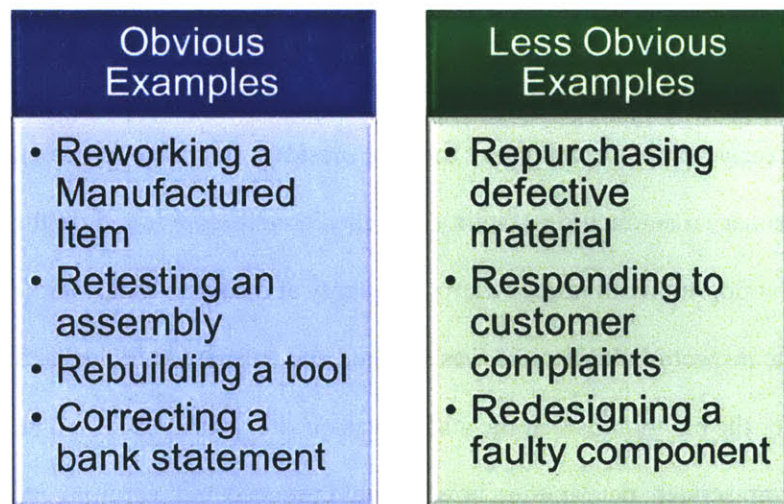 Obvious
Examples
• Reworking a
Manufactured
Item
• Retesting an
assembly
• Rebuilding a tool
• Correcting a
bank statement
Less Obvious
Examples
• Repurchasing
defective
material
• Responding to
customer
complaints
• Redesigning a
faulty component